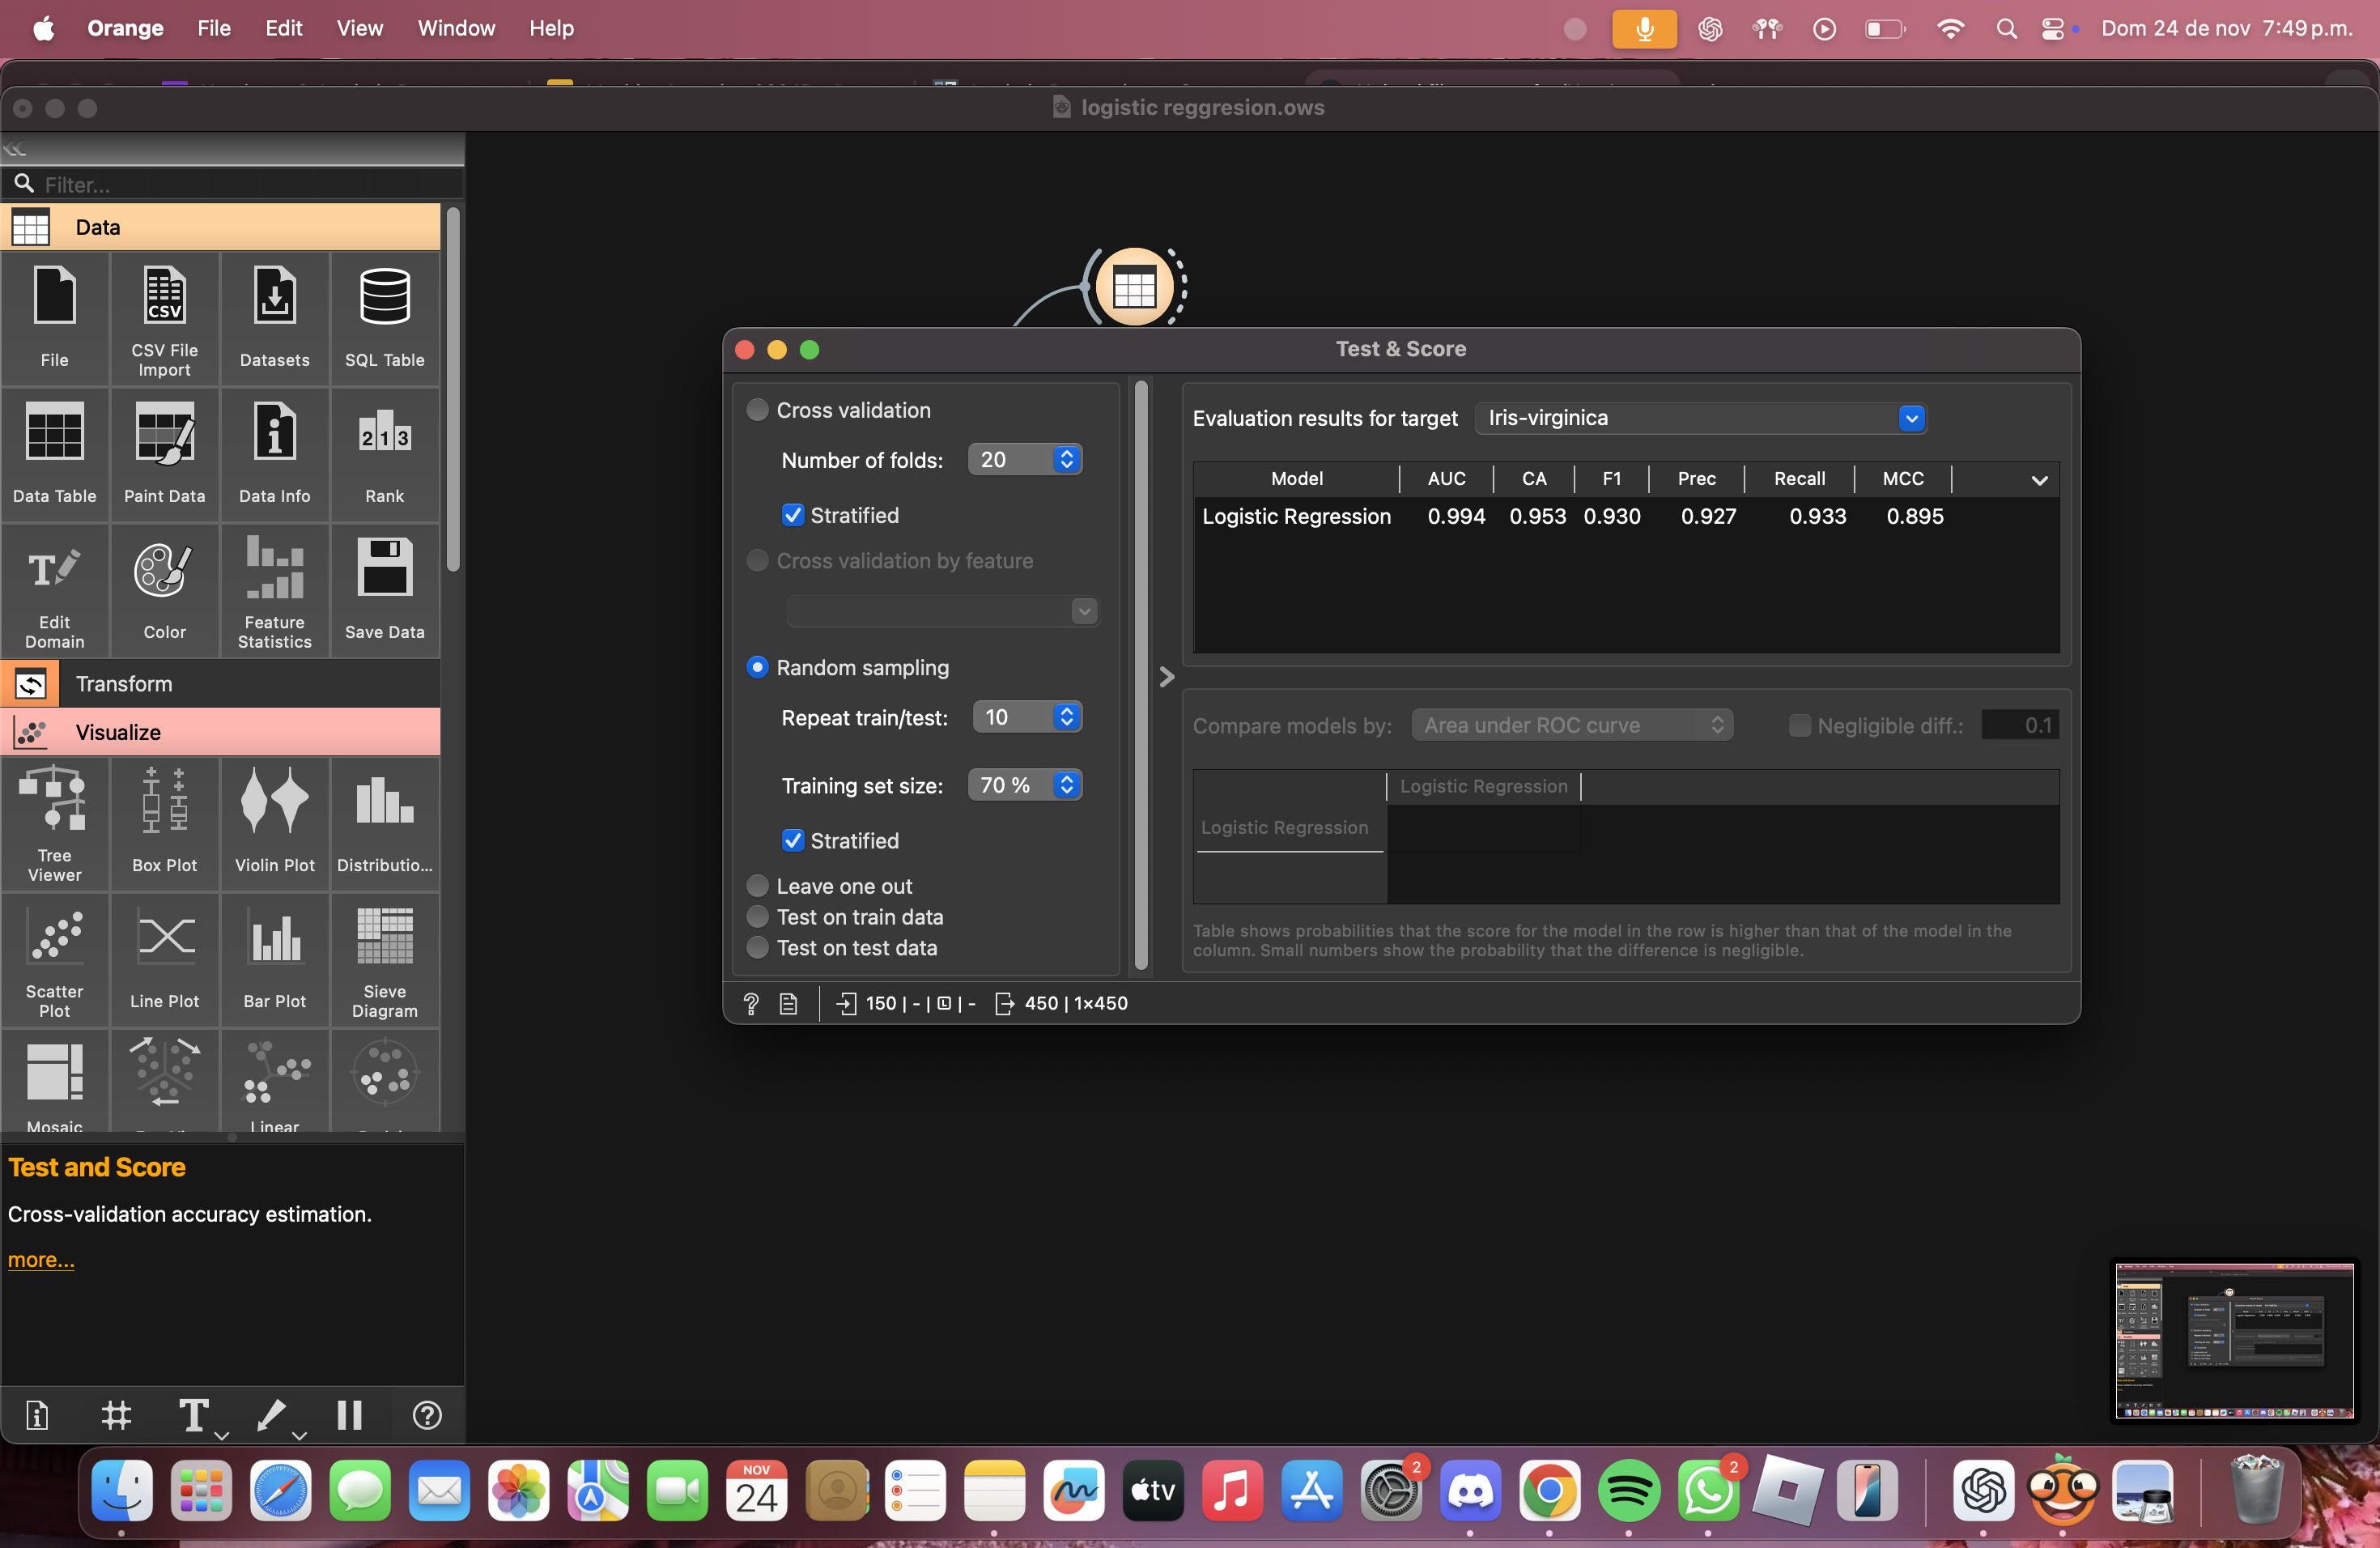 Orange File Edit View Window Help
Dom 24 de nov 7:49 p.m.
logistic reggresion.ows
Filter...
Data
File
CSV
CSV File
Import
Datasets
SQL Table
Data Table
Paint Data
Data Info
2 1 3
Rank
Edit
Domain
Color
Feature
Statistics
Save Data
Transform
Visualize
Tree
Viewer
Box Plot
Violin Plot
Distributio...
Scatter
Plot
Line Plot
Bar Plot
Sieve
Diagram
Mosaic
Linear
Test and Score
Cross-validation accuracy estimation.
more...
Test & Score
Cross validation
Number of folds: 20
Stratified
Cross validation by feature
Random sampling
Repeat train/test: 10
Training set size: 70 %
Stratified
Leave one out
Test on train data
Test on test data
Evaluation results for target Iris-virginica
Model AUC CA F1 Prec Recall MCC
Logistic Regression 0.994 0.953 0.930 0.927 0.933 0.895
Compare models by: Area under ROC curve Negligible diff.: 0.1
Logistic Regression
Logistic Regression
Table shows probabilities that the score for the model in the row is higher than that of the model in the
column. Small numbers show the probability that the difference is negligible.
150 | - | | - 450 | 1×450
NOV
24
tv
2
2